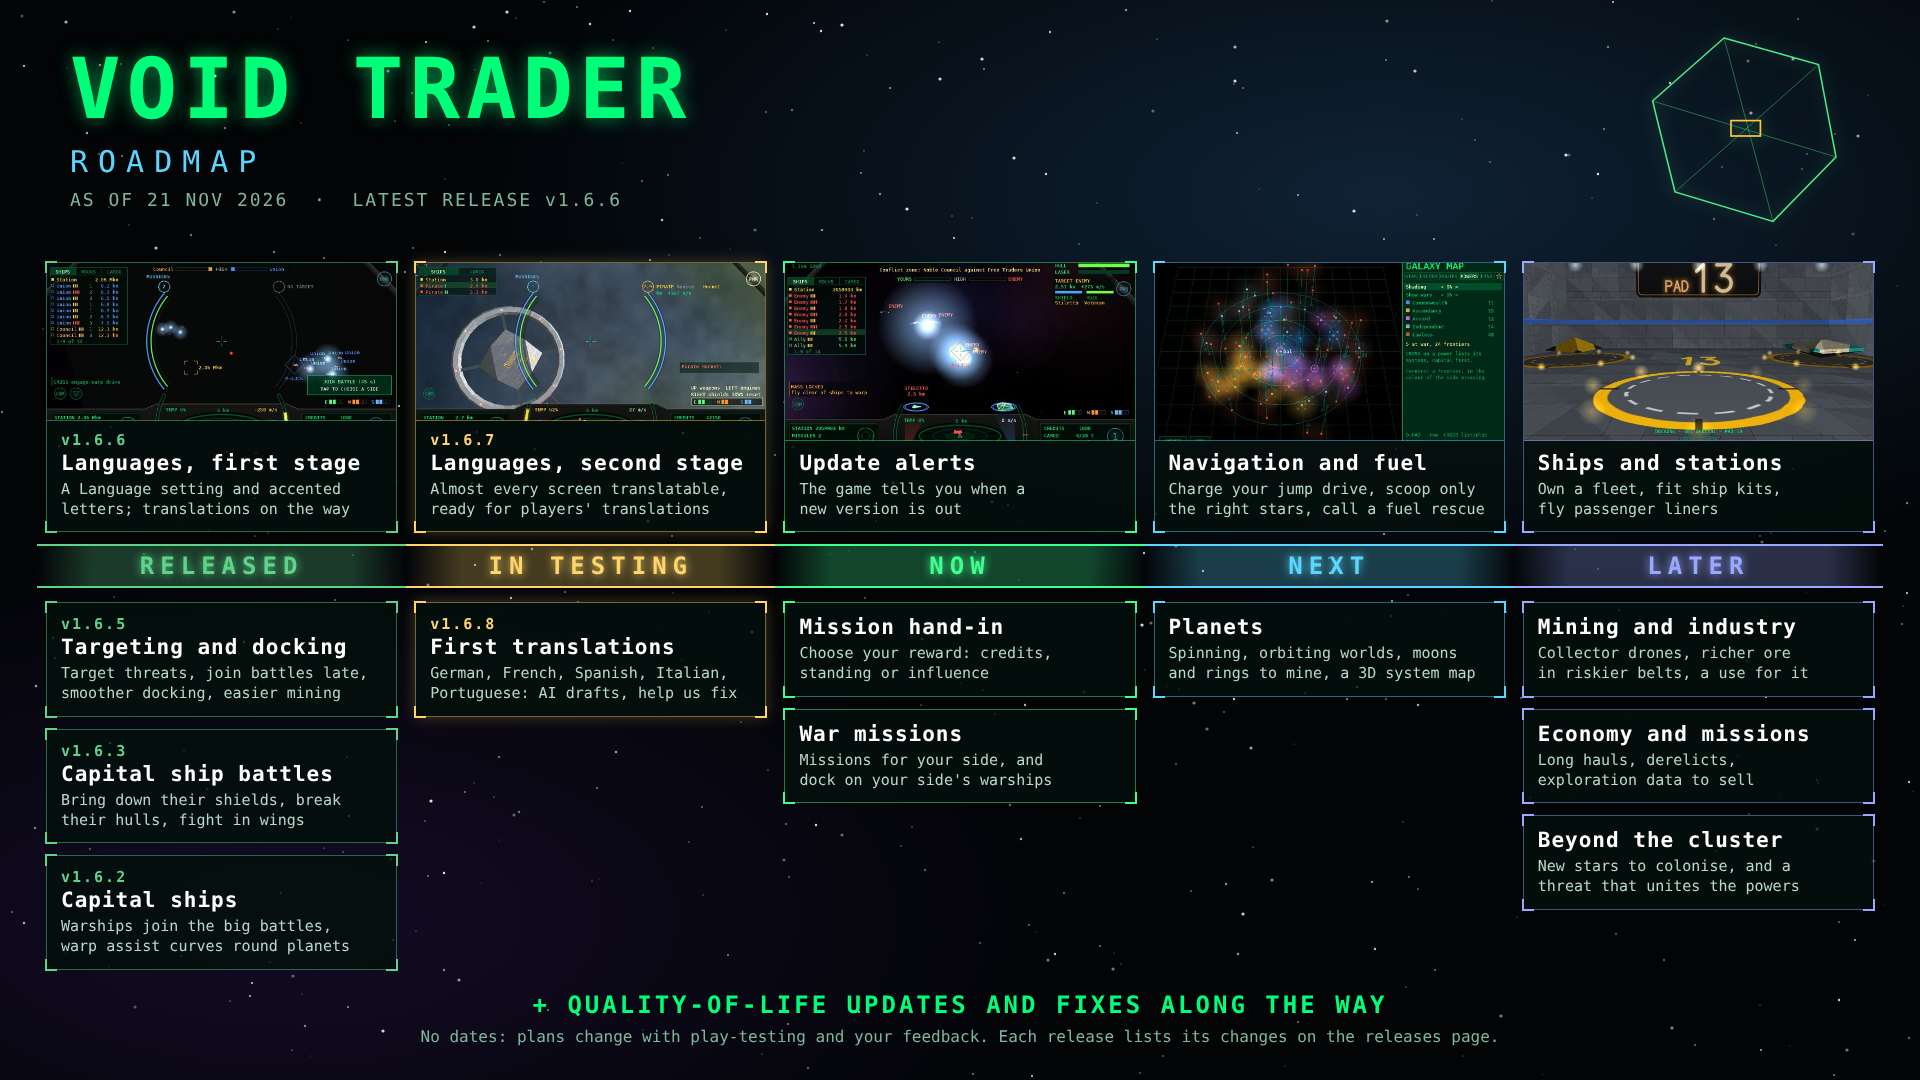 VOID TRADER
ROADMAP
AS OF 21 NOV 2026 · LATEST RELEASE v1.6.6
v1.6.6
Languages, first stage
A Language setting and accented
letters; translations on the way
v1.6.7
Languages, second stage
Almost every screen translatable,
ready for players' translations
Update alerts
The game tells you when a
new version is out
GALAXY MAP
Navigation and fuel
Charge your jump drive, scoop only
the right stars, call a fuel rescue
PAD 13
13
Ships and stations
Own a fleet, fit ship kits,
fly passenger liners
RELEASED
IN TESTING
NOW
NEXT
LATER
v1.6.5
Targeting and docking
Target threats, join battles late,
smoother docking, easier mining
v1.6.3
Capital ship battles
Bring down their shields, break
their hulls, fight in wings
v1.6.2
Capital ships
Warships join the big battles,
warp assist curves round planets
v1.6.8
First translations
German, French, Spanish, Italian,
Portuguese: AI drafts, help us fix
Mission hand-in
Choose your reward: credits,
standing or influence
War missions
Missions for your side, and
dock on your side's warships
Planets
Spinning, orbiting worlds, moons
and rings to mine, a 3D system map
Mining and industry
Collector drones, richer ore
in riskier belts, a use for it
Economy and missions
Long hauls, derelicts,
exploration data to sell
Beyond the cluster
New stars to colonise, and a
threat that unites the powers
+ QUALITY-OF-LIFE UPDATES AND FIXES ALONG THE WAY
No dates: plans change with play-testing and your feedback. Each release lists its changes on the releases page.